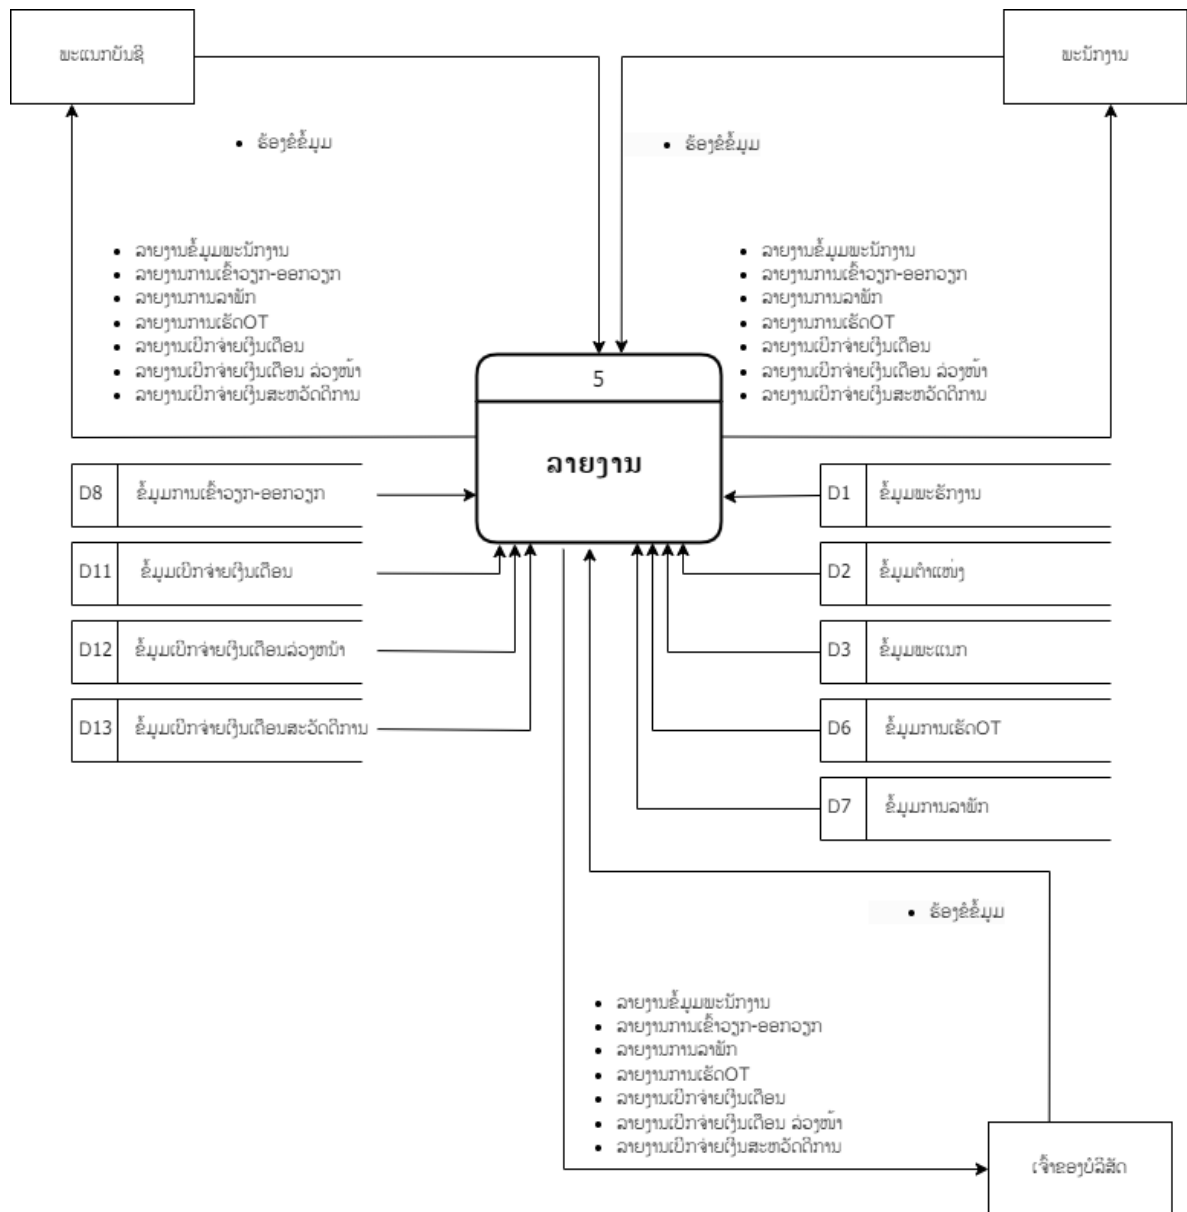 ພະແນກບັນຊີ
ພະນັກງານ
• ຮ້ອງຂໍຂໍ້ມູມ
• ຮ້ອງຂໍຂໍ້ມູມ
• ລາຍງານຂໍ້ມູມພະນັກງານ
• ລາຍງານການເຂົ້າວຽກ-ອອກວຽກ
• ລາຍງານການລາພັກ
• ລາຍງານການເຮັດOT
• ລາຍງານເບີກຈ່າຍເງິນເດືອນ
• ລາຍງານເບີກຈ່າຍເງິນເດືອນ ລ່ວງໜ້າ
• ລາຍງານເບີກຈ່າຍເງິນສະຫວັດດີການ
• ລາຍງານຂໍ້ມູມພະນັກງານ
• ລາຍງານການເຂົ້າວຽກ-ອອກວຽກ
• ລາຍງານການລາພັກ
• ລາຍງານການເຮັດOT
• ລາຍງານເບີກຈ່າຍເງິນເດືອນ
• ລາຍງານເບີກຈ່າຍເງິນເດືອນ ລ່ວງໜ້າ
• ລາຍງານເບີກຈ່າຍເງິນສະຫວັດດີການ
5
ລາຍງານ
D8 ຂໍ້ມູມການເຂົ້າວຽກ-ອອກວຽກ
D11 ຂໍ້ມູມເບີກຈ່າຍເງິນເດືອນ
D12 ຂໍ້ມູມເບີກຈ່າຍເງິນເດືອນລ່ວງຫນ້າ
D13 ຂໍ້ມູມເບີກຈ່າຍເງິນເດືອນສະວັດດີການ
D1 ຂໍ້ມູມພະຣັກງານ
D2 ຂໍ້ມູມຕຳແໜ່ງ
D3 ຂໍ້ມູມພະແນກ
D6 ຂໍ້ມູມການເຮັດOT
D7 ຂໍ້ມູມການລາພັກ
• ຮ້ອງຂໍຂໍ້ມູມ
• ລາຍງານຂໍ້ມູມພະນັກງານ
• ລາຍງານການເຂົ້າວຽກ-ອອກວຽກ
• ລາຍງານການລາພັກ
• ລາຍງານການເຮັດOT
• ລາຍງານເບີກຈ່າຍເງິນເດືອນ
• ລາຍງານເບີກຈ່າຍເງິນເດືອນ ລ່ວງໜ້າ
• ລາຍງານເບີກຈ່າຍເງິນສະຫວັດດີການ
ເຈົ້າຂອງບໍລິສັດ